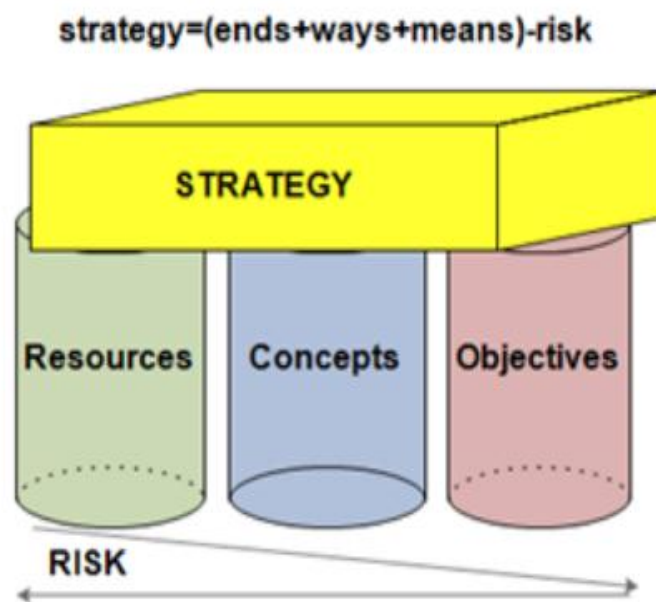 strategy=(ends+ways+means)-risk
STRATEGY
Resources Concepts Objectives
RISK